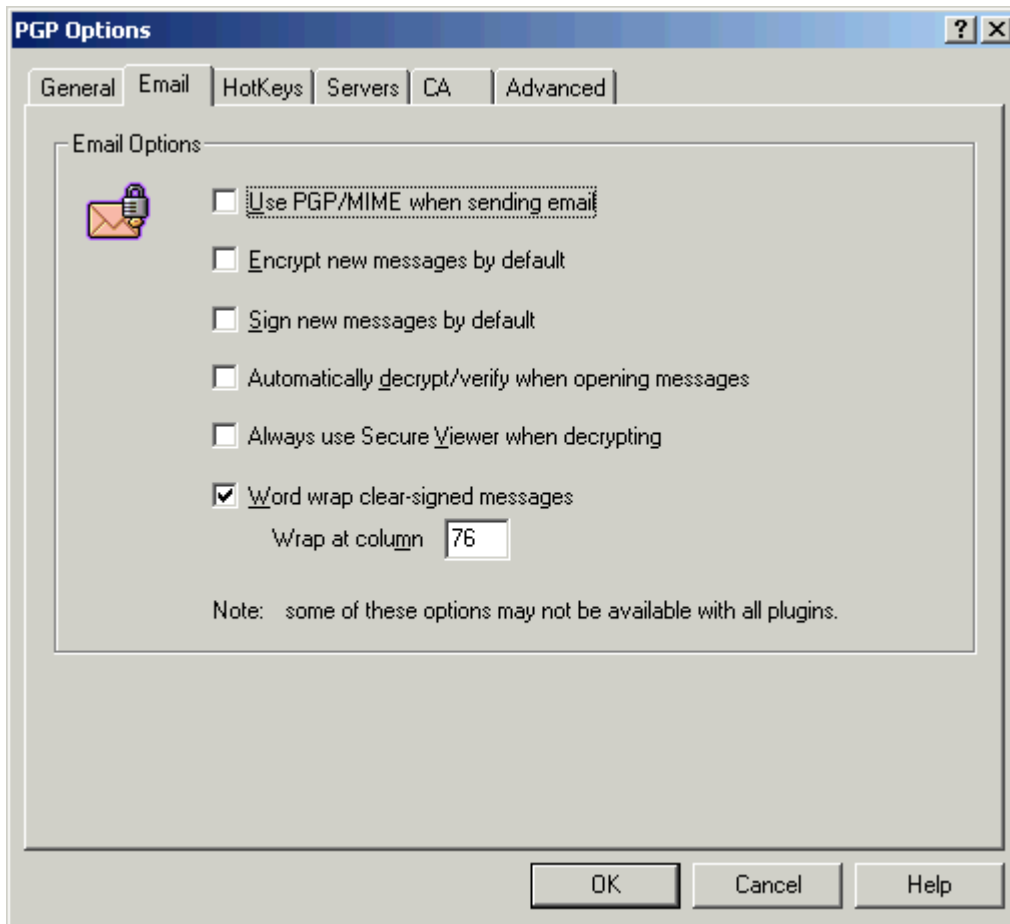 PGP Options
General Email HotKeys Servers CA Advanced
Email Options
Use PGP/MIME when sending email
Encrypt new messages by default
Sign new messages by default
Automatically decrypt/verify when opening messages
Always use Secure Viewer when decrypting
Word wrap clear-signed messages
Wrap at column 76
Note: some of these options may not be available with all plugins.
OK Cancel Help